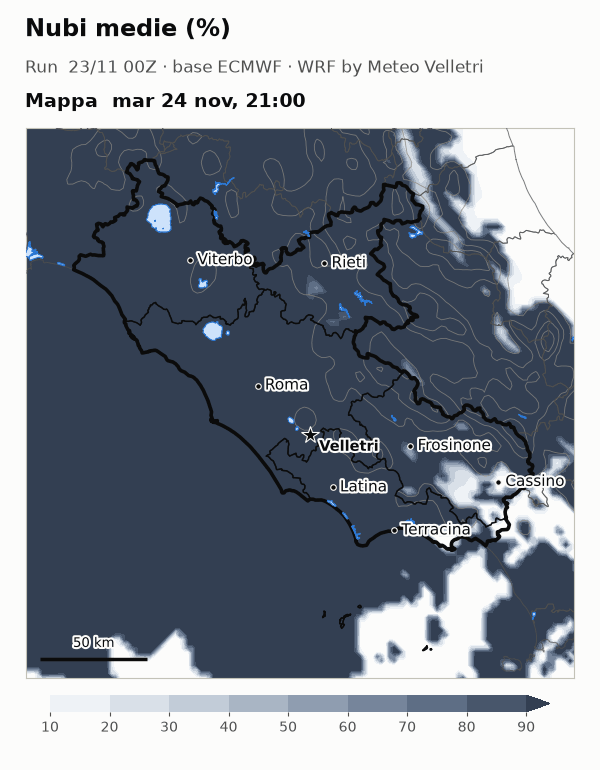 Nubi medie (%)
Run  23/11 00Z · base ECMWF · WRF by Meteo Velletri
Mappa  mar 24 nov, 21:00
Viterbo
Rieti
Roma
Velletri
Frosinone
Cassino
Latina
Terracina
50 km
10 20 30 40 50 60 70 80 90